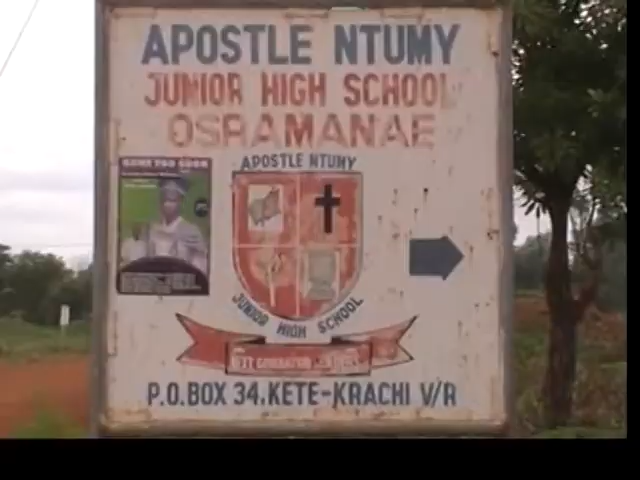 APOSTLE NTUMY
JUNIOR HIGH SCHOOL
OSRAMANAE
APOSTLE NTUMY
JUNIOR HIGH SCHOOL
P.O.BOX 34.KETE-KRACHI V/R